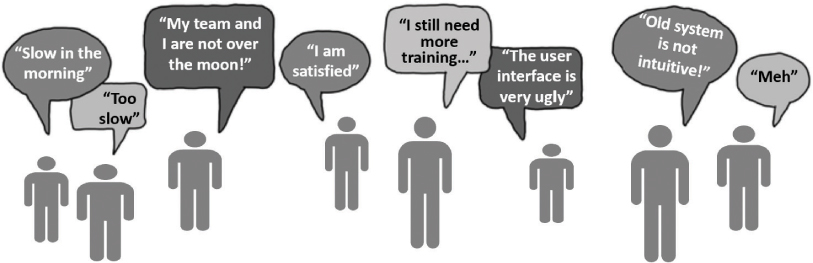 “Slow in the
morning”
“Too
slow”
“My team and
I are not over
the moon!”
“I am
satisfied”
“I still need
more
training...”
“The user
interface is
very ugly”
“Old system
is not
intuitive!”
“Meh”